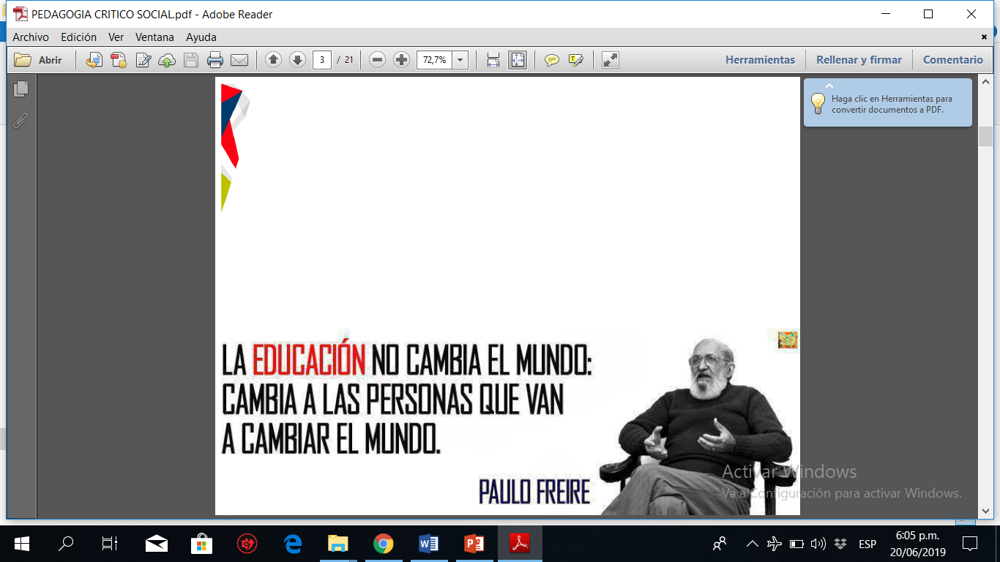 PEDAGOGIA CRITICO SOCIAL.pdf - Adobe Reader
Archivo Edición Ver Ventana Ayuda
Abrir 3 / 21 72,7% Herramientas Rellenar y firmar Comentario
Haga clic en Herramientas para
convertir documentos a PDF.
LA EDUCACIÓN NO CAMBIA EL MUNDO:
CAMBIA A LAS PERSONAS QUE VAN
A CAMBIAR EL MUNDO.
PAULO FREIRE
Activar Windows
Ve a Configuración para activar Windows.
ESP
6:05 p.m.
20/06/2019